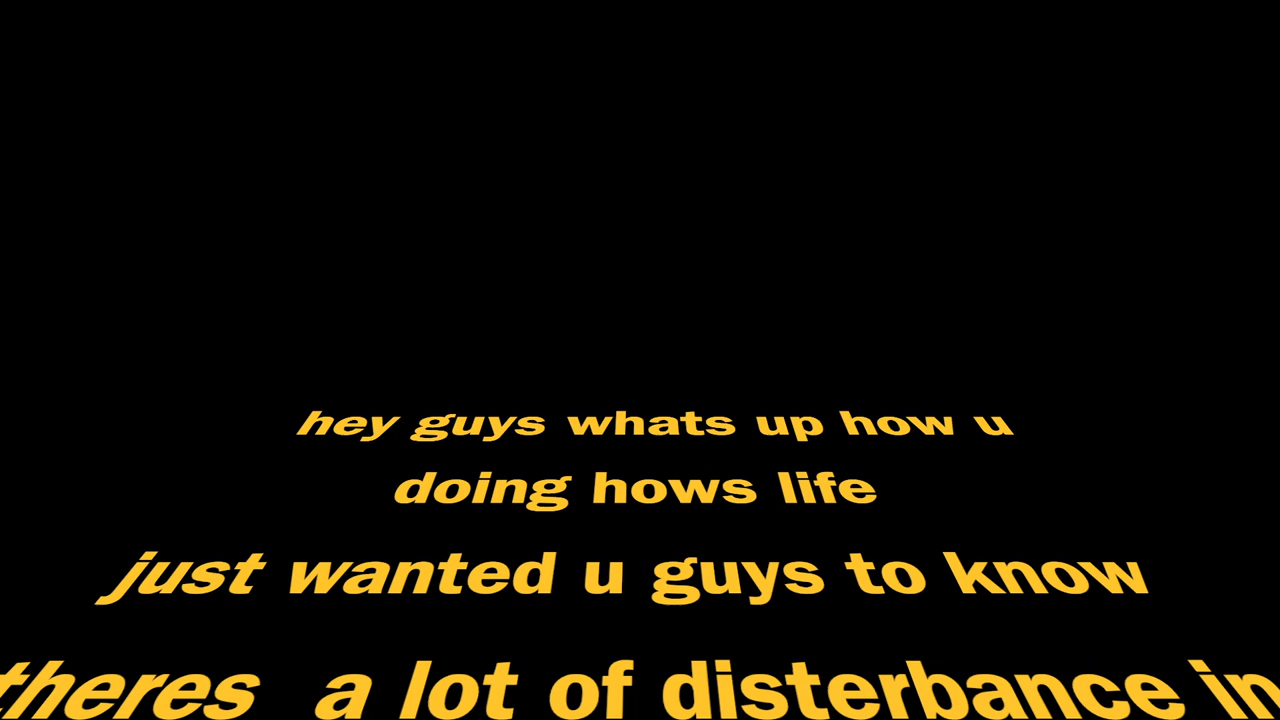 hey guys whats up how u
doing hows life
just wanted u guys to know
theres a lot of disterbance in